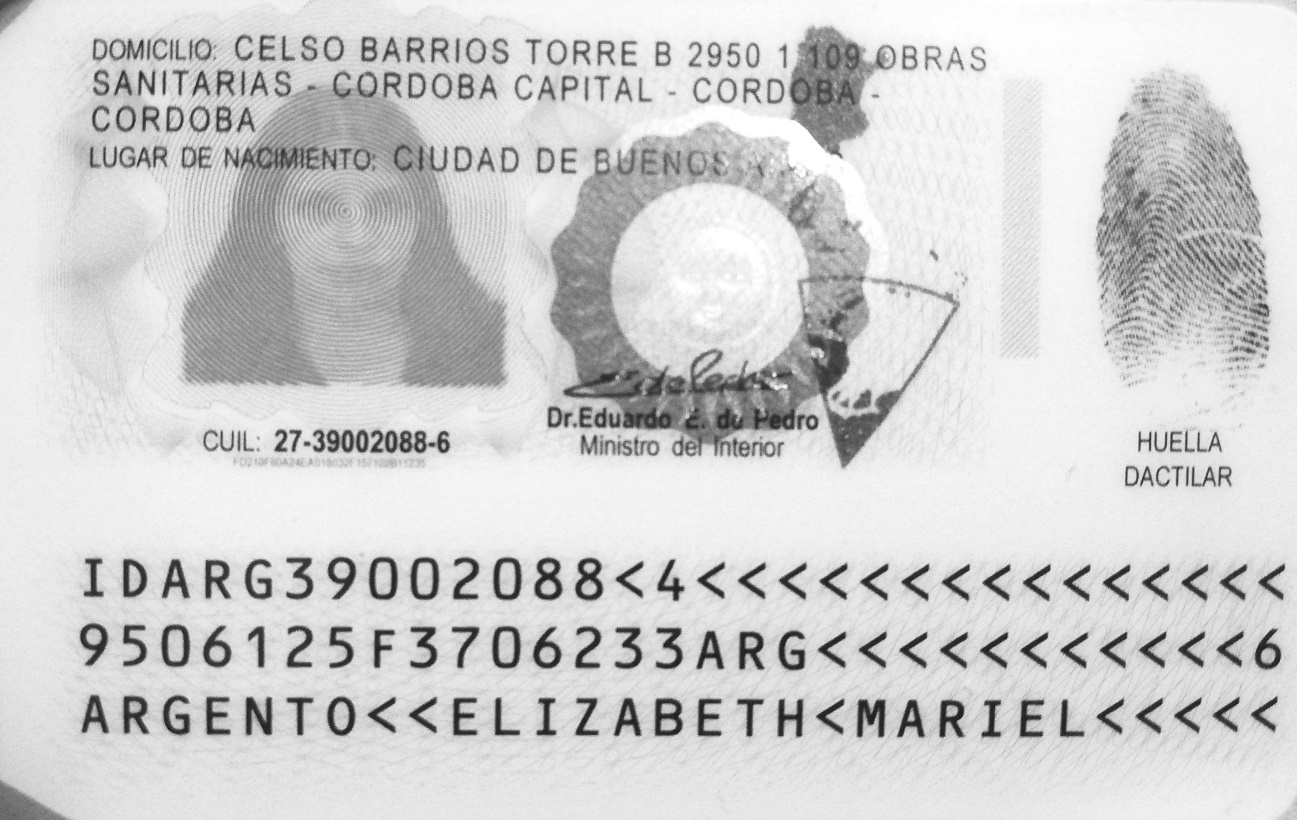 DOMICILIO: CELSO BARRIOS TORRE B 2950 1 109 OBRAS
SANITARIAS - CORDOBA CAPITAL - CORDOBA -
CORDOBA
LUGAR DE NACIMIENTO: CIUDAD DE BUENOS
Dr.Eduardo E. de Pedro
Ministro del Interior
CUIL: 27-39002088-6
HUELLA
DACTILAR
IDARG39002088<4<<<<<<<<<<<<<<<
9506125F3706233ARG<<<<<<<<<<<6
ARGENTO<<ELIZABETH<MARIEL<<<<<